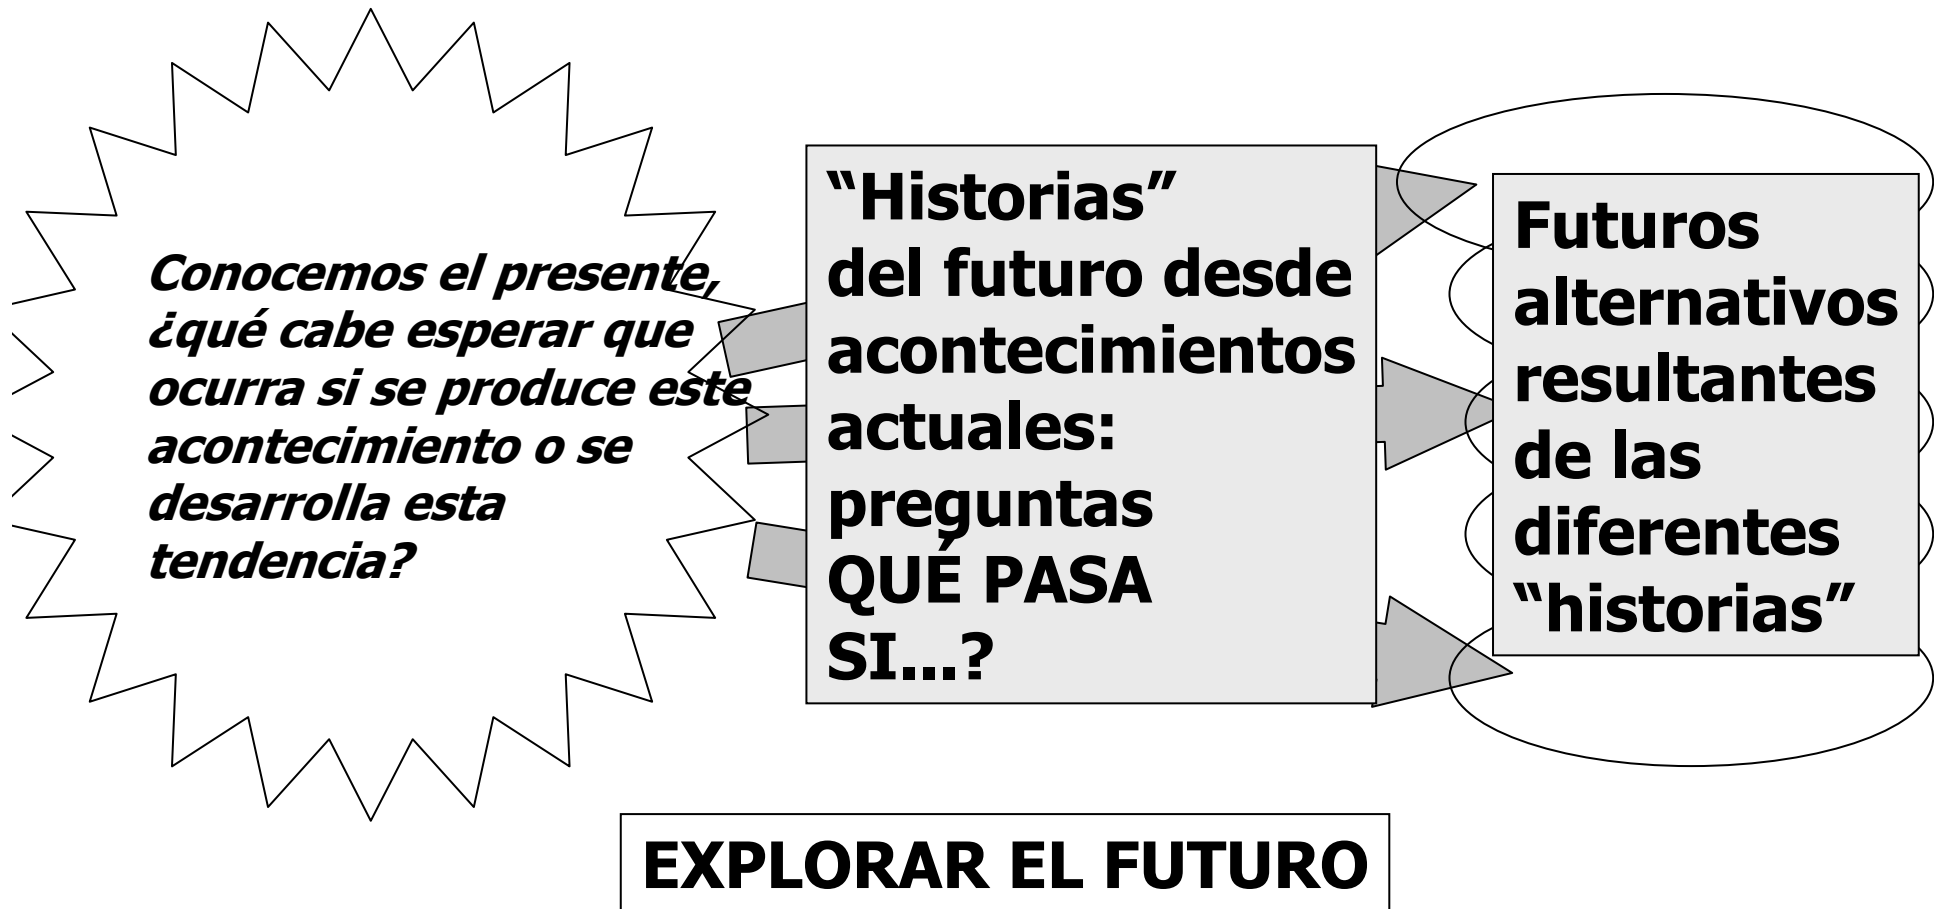 Conocemos el presente,
¿qué cabe esperar que
ocurra si se produce este
acontecimiento o se
desarrolla esta
tendencia?
“Historias”
del futuro desde
acontecimientos
actuales:
preguntas
QUÉ PASA
SI...?
Futuros
alternativos
resultantes
de las
diferentes
“historias”
EXPLORAR EL FUTURO